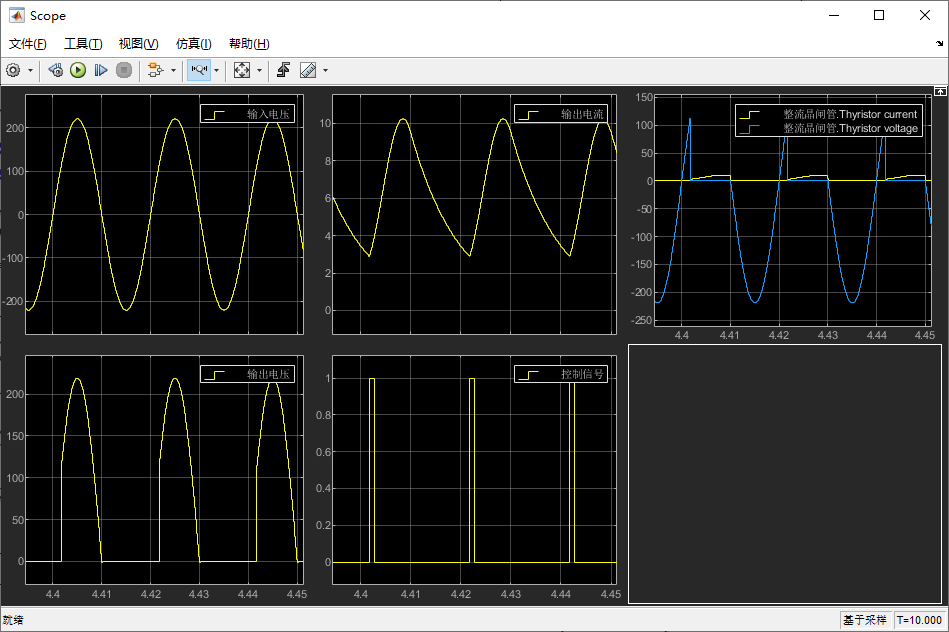 Scope
文件(F) 工具(T) 视图(V) 仿真(I) 帮助(H)
输入电压
200
100
0
-100
-200
输出电流
10
8
6
4
2
0
整流晶闸管.Thyristor current
整流晶闸管.Thyristor voltage
150
100
50
0
-50
-100
-150
-200
-250
4.4 4.41 4.42 4.43 4.44 4.45
输出电压
200
150
100
50
0
4.4 4.41 4.42 4.43 4.44 4.45
控制信号
1
0.8
0.6
0.4
0.2
0
4.4 4.41 4.42 4.43 4.44 4.45
就绪
基于采样 T=10.000